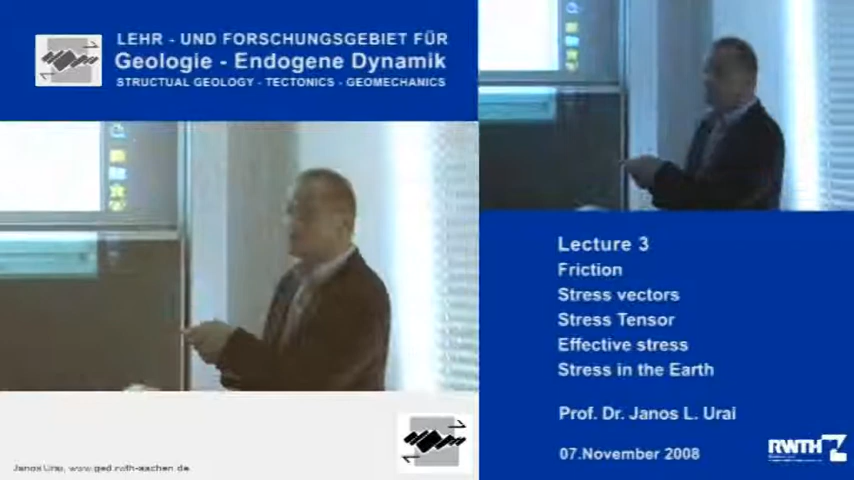 LEHR - UND FORSCHUNGSGEBIET FÜR
Geologie - Endogene Dynamik
STRUCTUAL GEOLOGY - TECTONICS - GEOMECHANICS
Lecture 3
Friction
Stress vectors
Stress Tensor
Effective stress
Stress in the Earth
Prof. Dr. Janos L. Urai
07.November 2008
RWTH
Janos Urai, www.ged.rwth-aachen.de